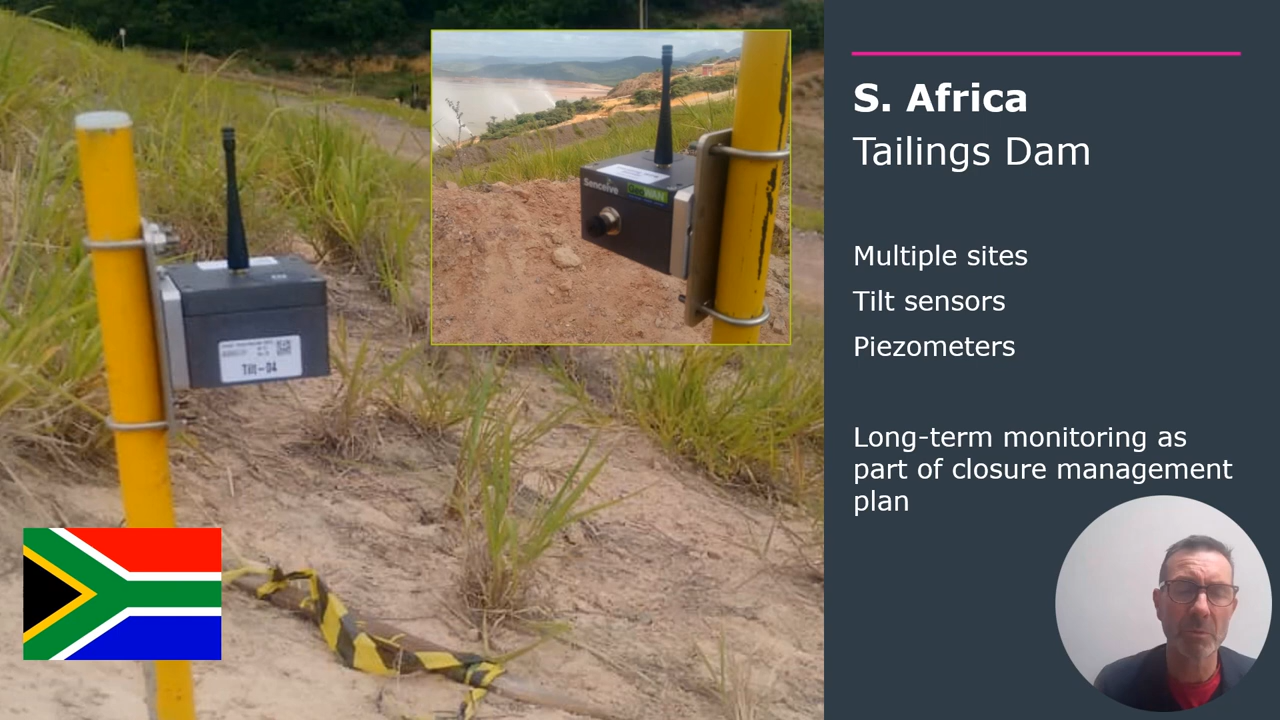 S. Africa
Tailings Dam
Multiple sites
Tilt sensors
Piezometers
Long-term monitoring as
part of closure management
plan
Senceive
GeoWAN
Tilt-04